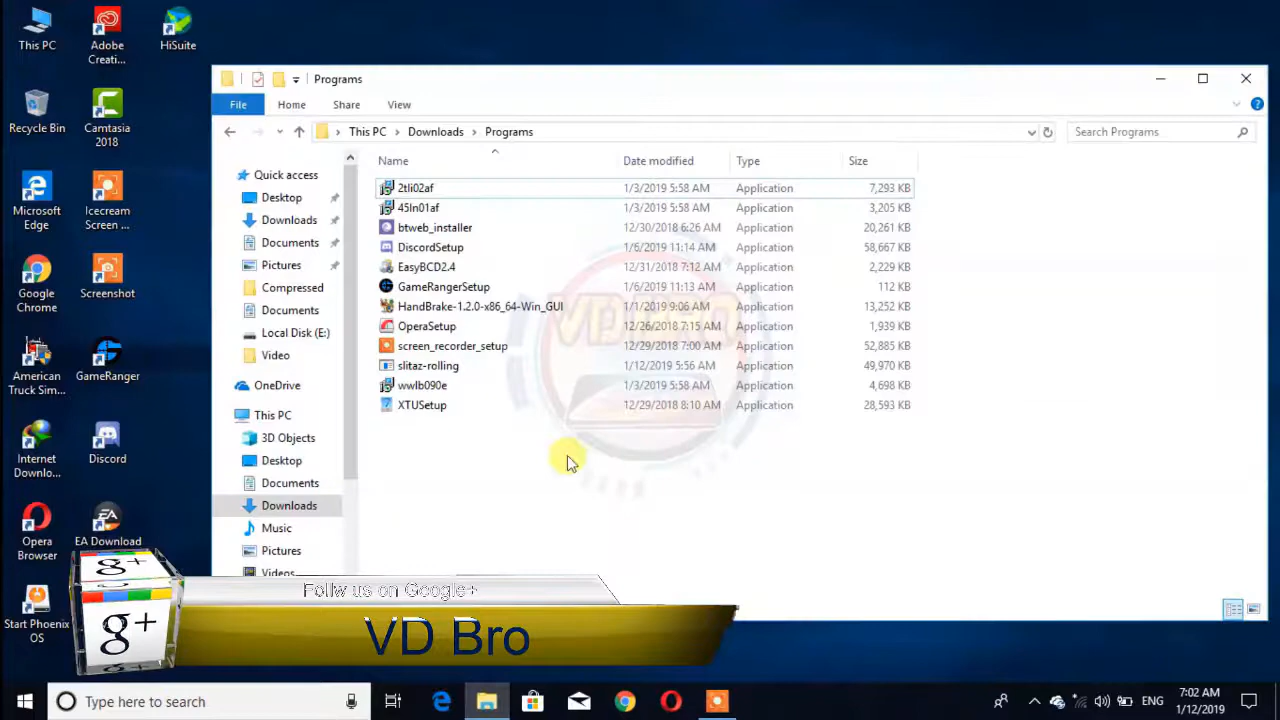 This PC
Adobe
Creati...
HiSuite
Recycle Bin
Camtasia
2018
Microsoft
Edge
Icecream
Screen ...
Google
Chrome
Screenshot
American
Truck Sim...
GameRanger
Internet
Downlo...
Discord
Opera
Browser
EA Download
Start Phoenix
OS
Programs
File
Home
Share
View
This PC
Downloads
Programs
Search Programs
Quick access
Desktop
Downloads
Documents
Pictures
Compressed
Documents
Local Disk (E:)
Video
OneDrive
This PC
3D Objects
Desktop
Documents
Downloads
Music
Pictures
Videos
Name Date modified Type Size
2tli02af 1/3/2019 5:58 AM Application 7,293 KB
45ln01af 1/3/2019 5:58 AM Application 3,205 KB
btweb_installer 12/30/2018 6:26 AM Application 20,261 KB
DiscordSetup 1/6/2019 11:14 AM Application 58,667 KB
EasyBCD2.4 12/31/2018 7:12 AM Application 2,229 KB
GameRangerSetup 1/6/2019 11:13 AM Application 112 KB
HandBrake-1.2.0-x86_64-Win_GUI 1/1/2019 9:06 AM Application 13,252 KB
OperaSetup 12/26/2018 7:15 AM Application 1,939 KB
screen_recorder_setup 12/29/2018 7:00 AM Application 52,885 KB
slitaz-rolling 1/12/2019 5:56 AM Application 49,970 KB
wwlb090e 1/3/2019 5:58 AM Application 4,698 KB
XTUSetup 12/29/2018 8:10 AM Application 28,593 KB
VD BRO
g+
g+
Follw us on Google+
VD Bro
Type here to search
ENG
7:02 AM
1/12/2019